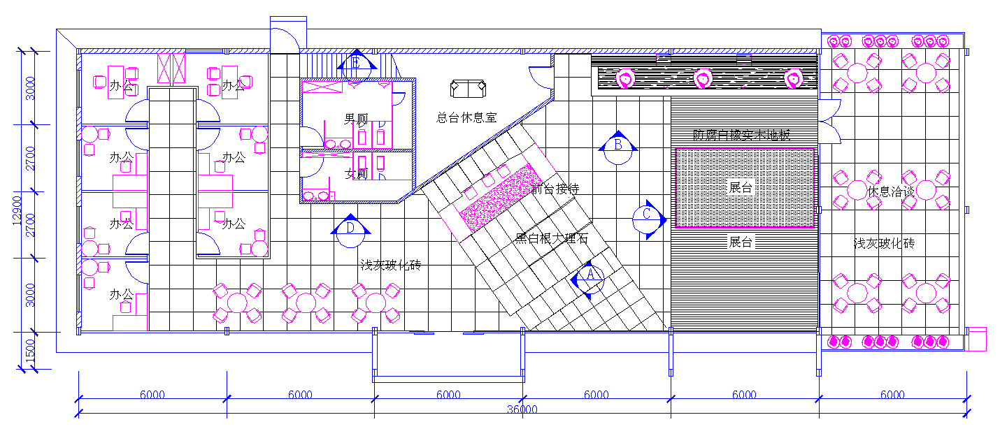 E
3000
办公
办公
男厕
总台休息室
防腐白橡实木地板
B
2700
办公
办公
女厕
前台接待
展台
休息洽谈
12900
C
2700
办公
办公
D
黑白根大理石
展台
浅灰玻化砖
浅灰玻化砖
A
3000
办公
1500
6000
6000
6000
6000
6000
6000
36000